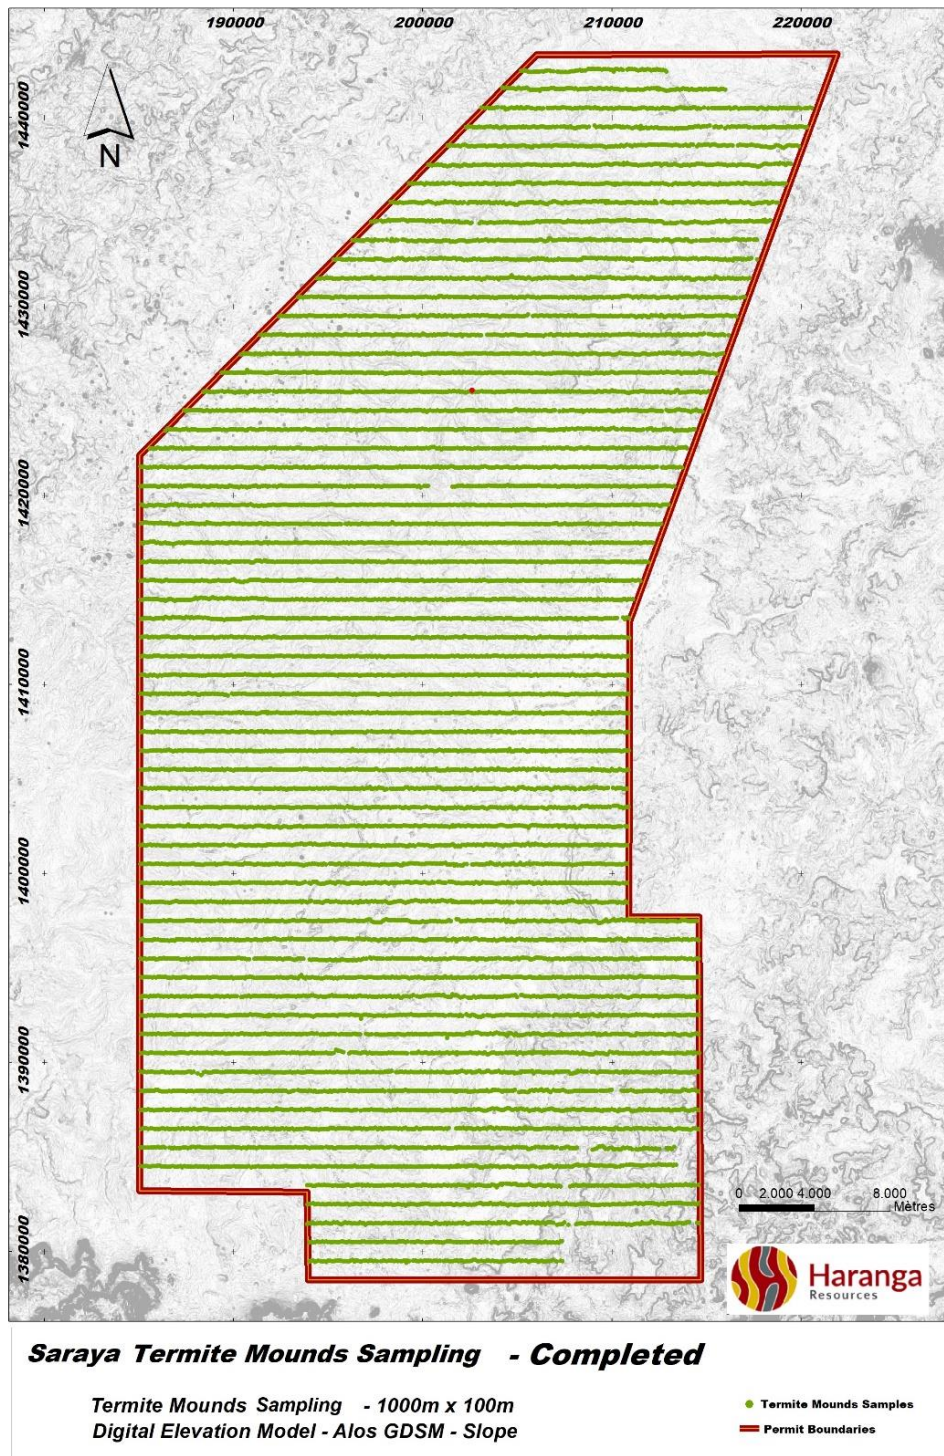 190000 200000 210000 220000
1440000
N
1430000
1420000
1410000
1400000
1390000
1380000
0 2.000 4.000 8.000
Mètres
Haranga
Resources
Saraya Termite Mounds Sampling - Completed
Termite Mounds Sampling - 1000m x 100m
Digital Elevation Model - Alos GDSM - Slope
Termite Mounds Samples
Permit Boundaries